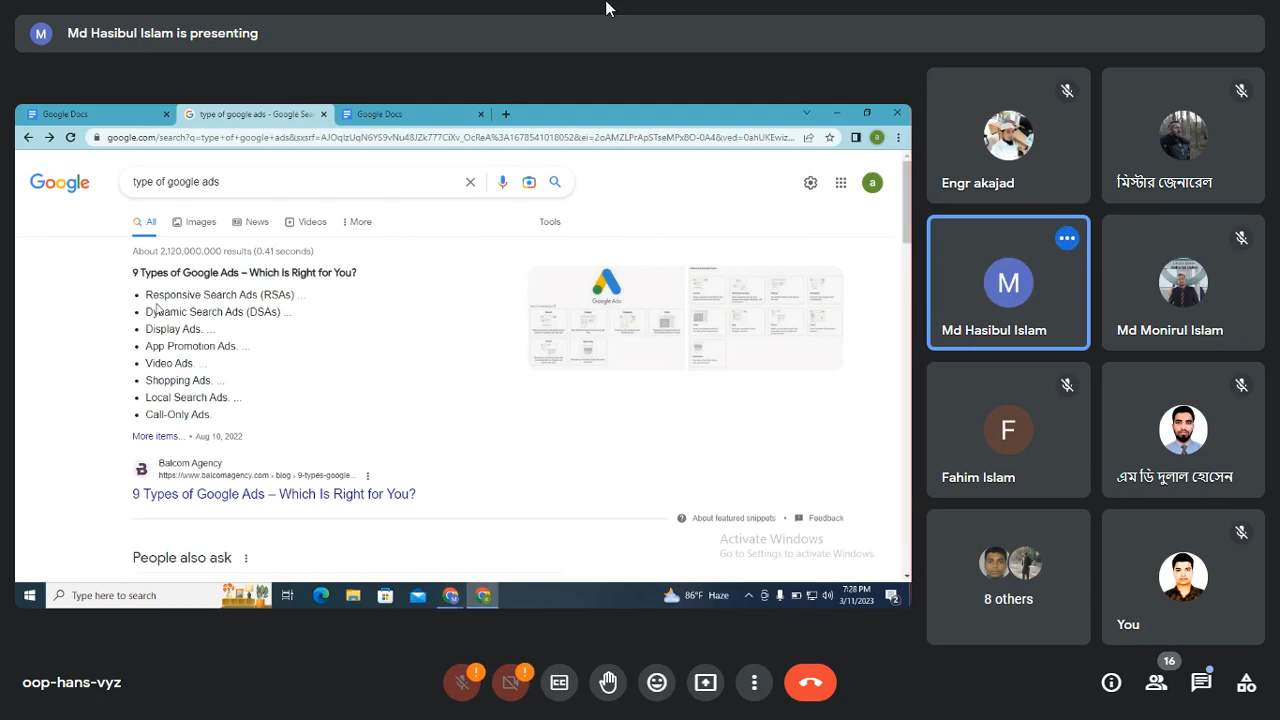 M
Md Hasibul Islam is presenting
Google Docs
type of google ads - Google Sea
Google Docs
google.com/search?q=type+of+google+ads&sxsrf=AJOqlzUqN6YS9vNu48JZk777CiXv_OcReA%3A1678541018052&ei=2oAMZLPrApSTseMPx8O-0A4&ved=0ahUKEwiz...
a
Google
type of google ads
a
All
Images
News
Videos
More
Tools
About 2,120,000,000 results (0.41 seconds)
9 Types of Google Ads – Which Is Right for You?
Responsive Search Ads (RSAs) ...
Dynamic Search Ads (DSAs) ...
Display Ads. ...
App Promotion Ads. ...
Video Ads. ...
Shopping Ads. ...
Local Search Ads. ...
Call-Only Ads.
More items... • Aug 10, 2022
Google Ads
Balcom Agency
https://www.balcomagency.com › blog › 9-types-google...
9 Types of Google Ads – Which Is Right for You?
About featured snippets • Feedback
Activate Windows
Go to Settings to activate Windows.
People also ask
Type here to search
86°F Haze
7:28 PM
3/11/2023
2
Engr akajad
মিস্টার জেনারেল
M
Md Hasibul Islam
Md Monirul Islam
F
Fahim Islam
এম ডি দুলাল হোসেন
8 others
You
oop-hans-vyz
16